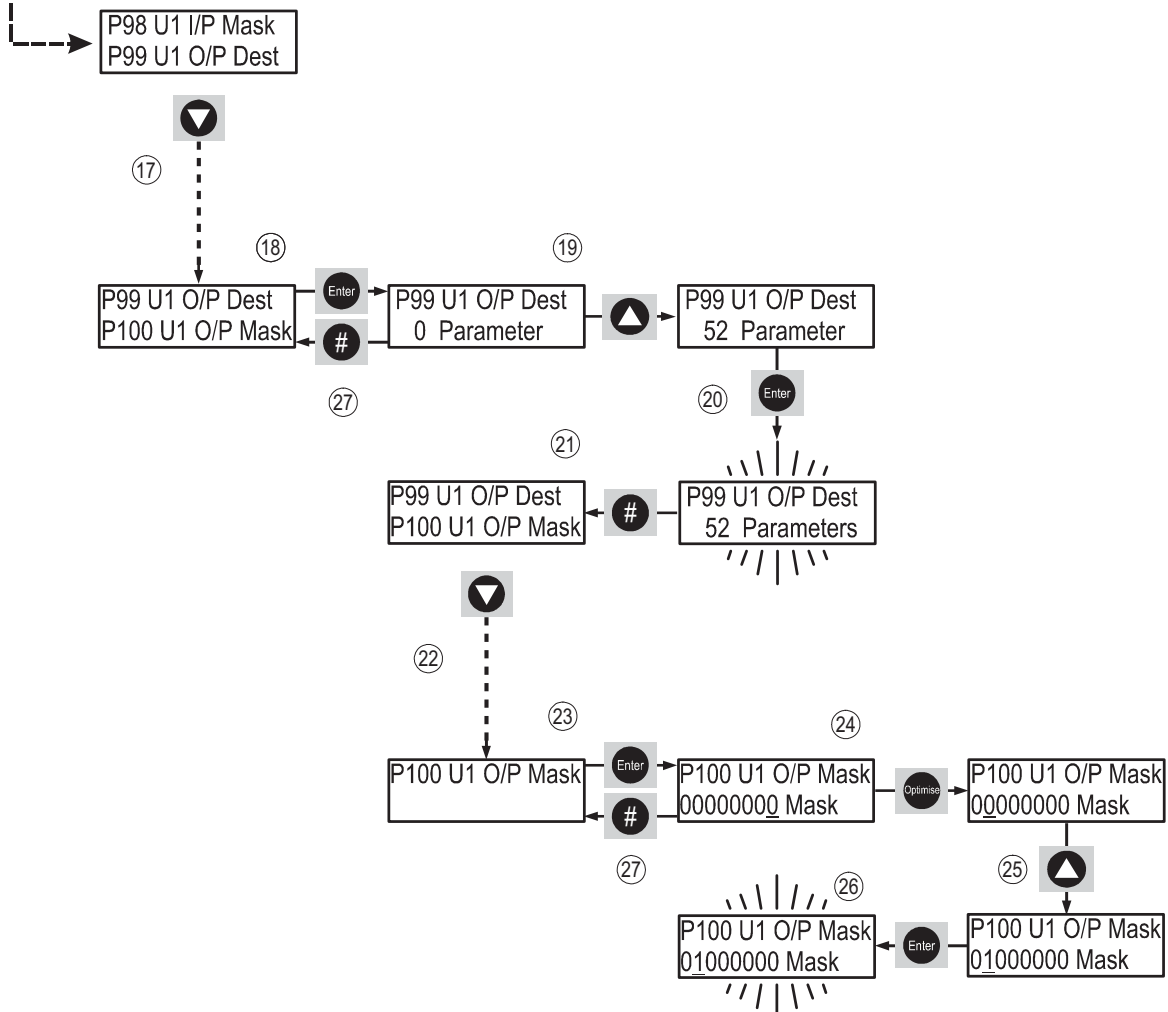 P98 U1 I/P Mask
P99 U1 O/P Dest
17
18
19
P99 U1 O/P Dest
P100 U1 O/P Mask
Enter
#
27
P99 U1 O/P Dest
0 Parameter
P99 U1 O/P Dest
52 Parameter
20
Enter
21
P99 U1 O/P Dest
P100 U1 O/P Mask
#
P99 U1 O/P Dest
52 Parameters
22
23
24
P100 U1 O/P Mask
Enter
#
27
P100 U1 O/P Mask
00000000 Mask
Optimise
P100 U1 O/P Mask
00000000 Mask
25
26
P100 U1 O/P Mask
01000000 Mask
Enter
P100 U1 O/P Mask
01000000 Mask